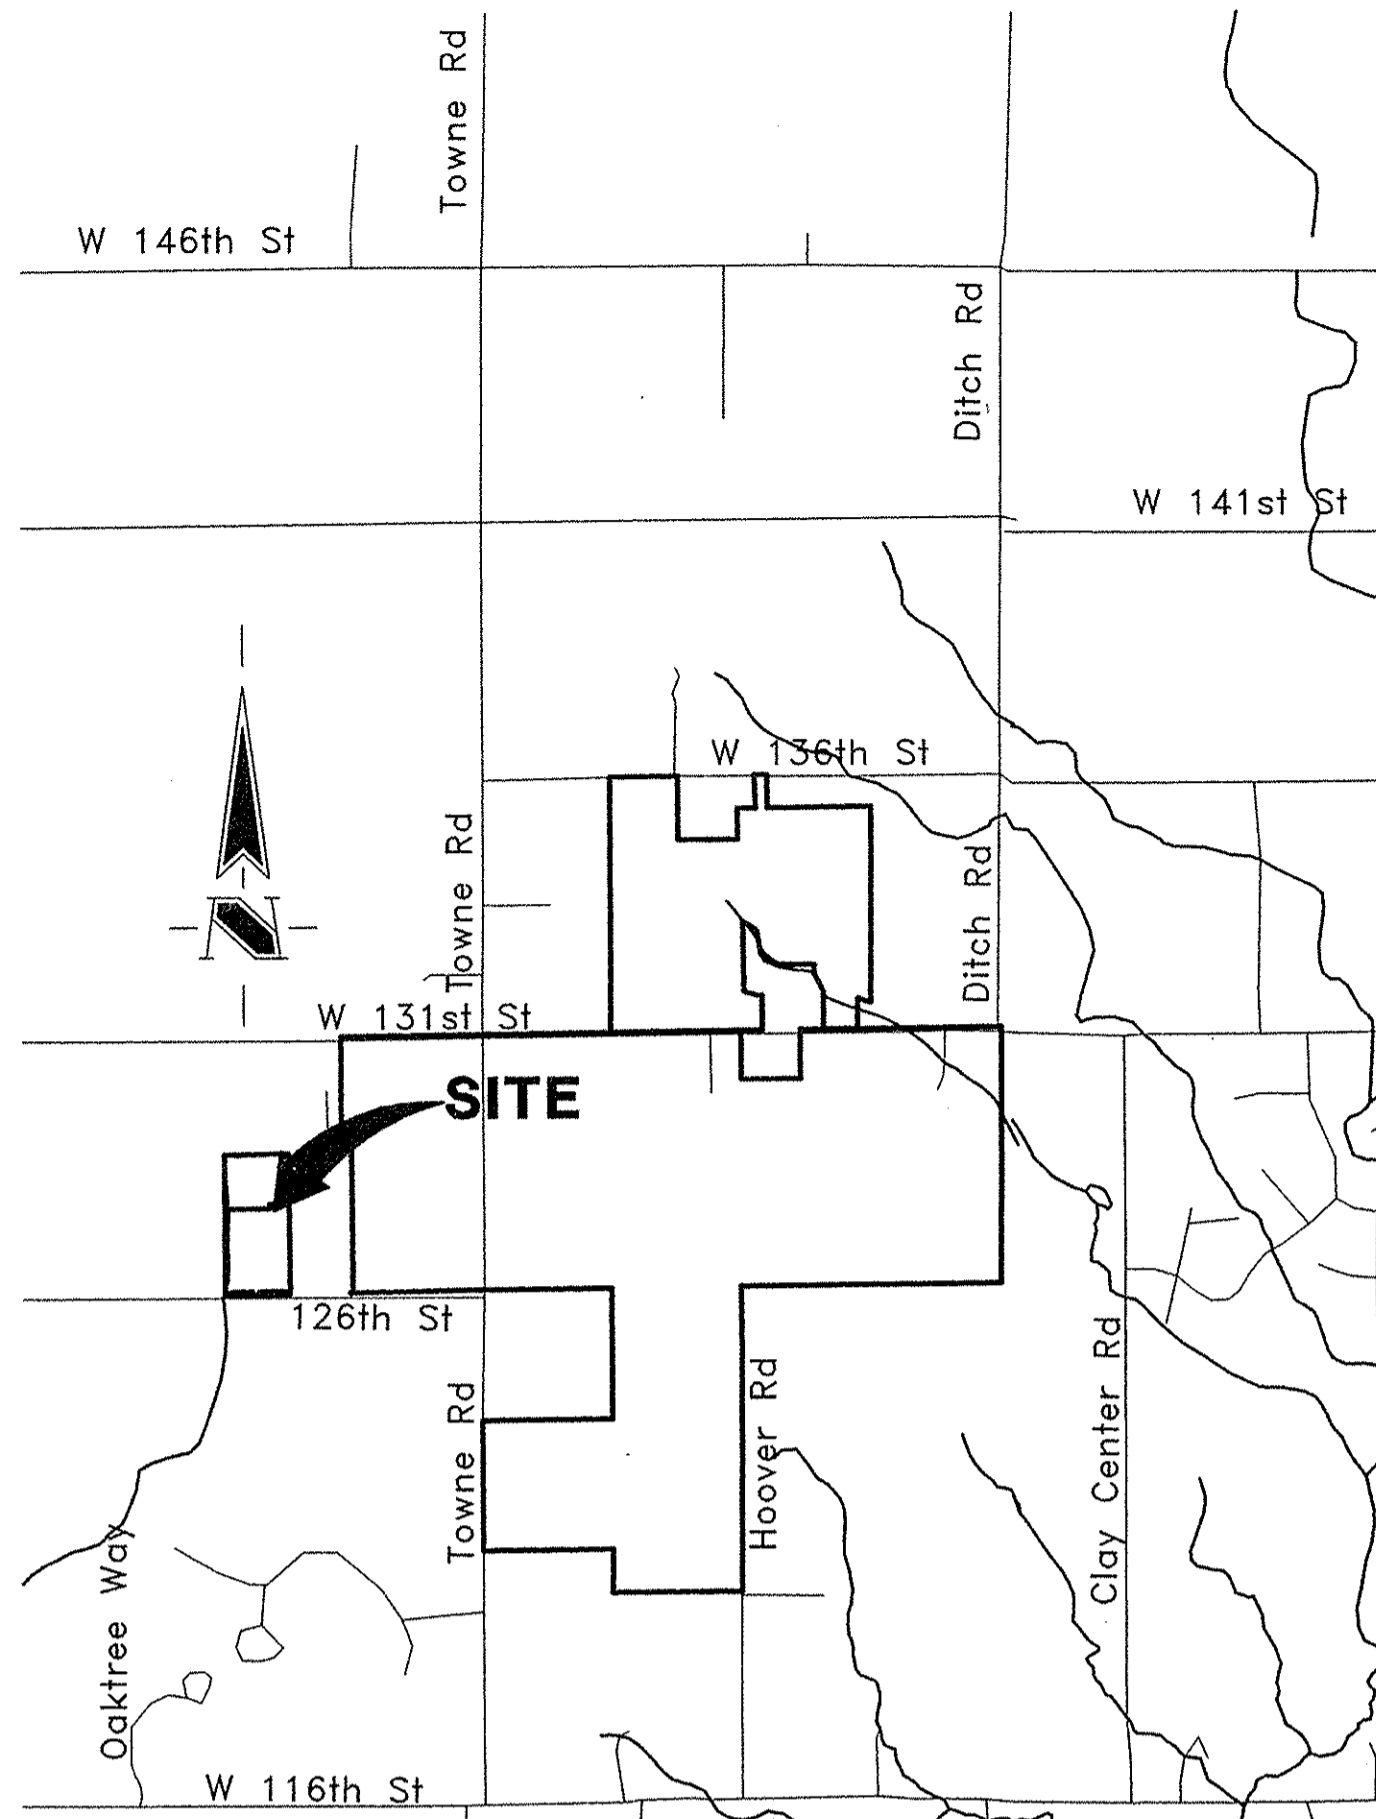 Towne Rd
W 146th St
Ditch Rd
W 141st St
W 136th St
Towne Rd
Ditch Rd
N
W 131st St
SITE
126th St
Towne Rd
Hoover Rd
Clay Center Rd
Oaktree Way
W 116th St